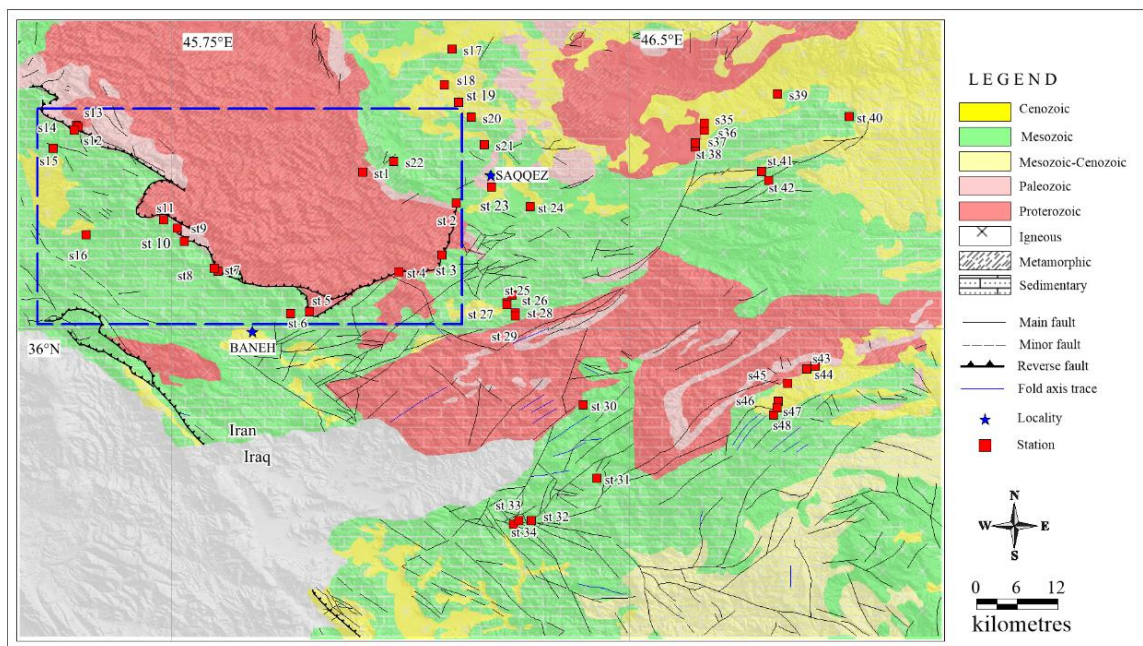 45.75°E
46.5°E
s17
s18
st 19
s20
s21
s22
st1
SAQQEZ
st 23
st 24
st 2
st 3
st 4
st 5
st 6
BANEH
36°N
s13
s14
s12
s15
s11
st9
st 10
s16
st8
st7
s39
s35
s36
s37
st 38
st 40
st 41
st 42
st 25
st 26
st 27
st 28
st 29
st 30
st 31
st 33
st 32
st 34
s43
s44
s45
s46
s47
s48
Iran
Iraq
LEGEND
Cenozoic
Mesozoic
Mesozoic-Cenozoic
Paleozoic
Proterozoic
Igneous
Metamorphic
Sedimentary
Main fault
Minor fault
Reverse fault
Fold axis trace
Locality
Station
N
W E
S
0 6 12
kilometres